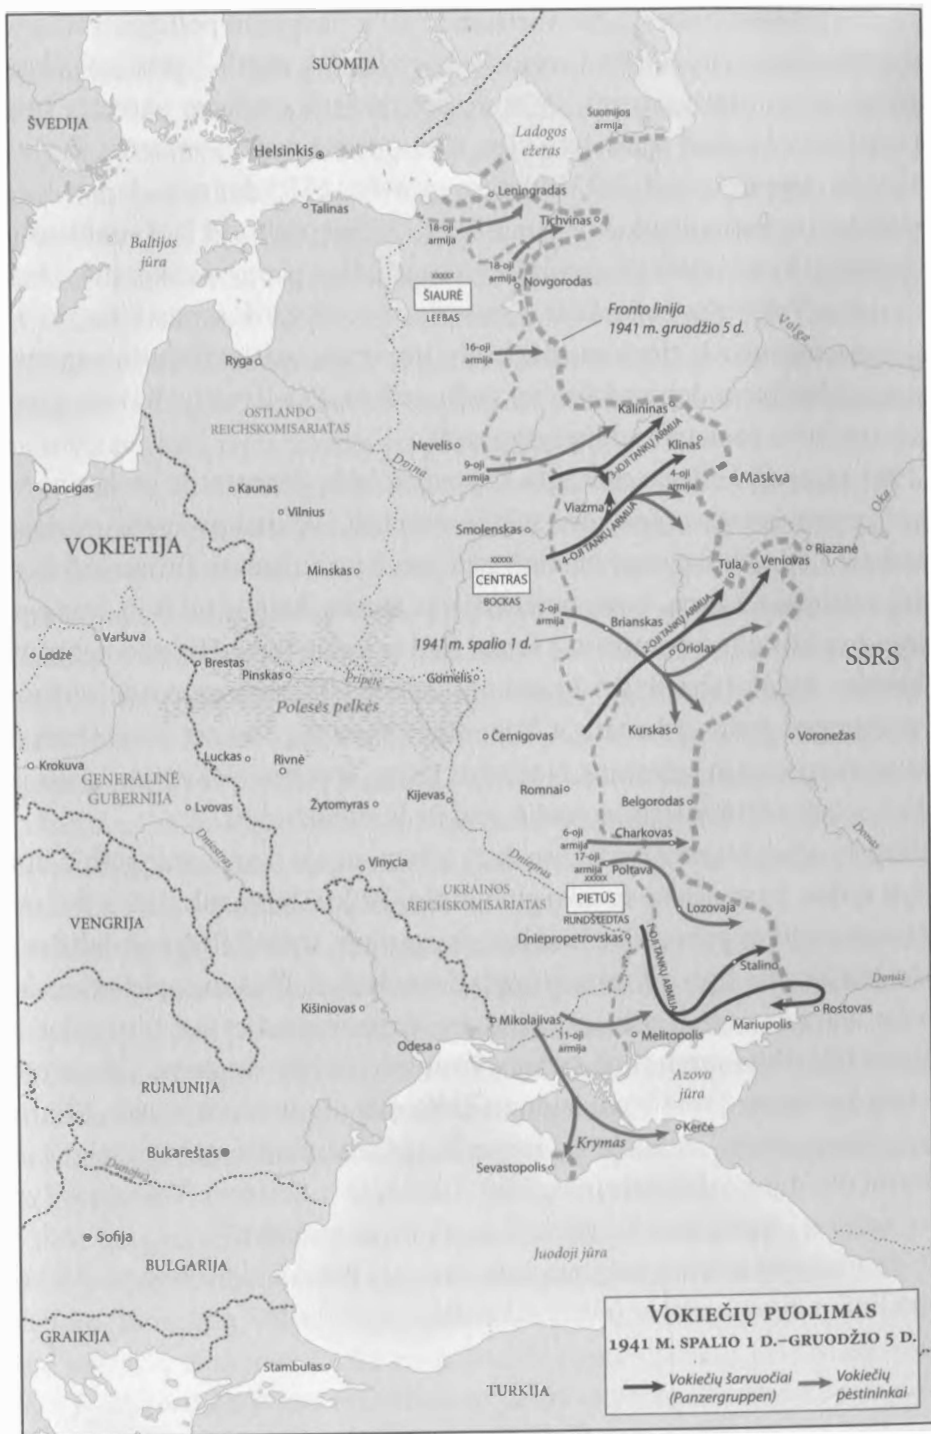 SUOMIJA
ŠVEDIJA
Suomijos
armija
Ladogos
ežeras
Helsinkis
Leningradas
Talinas
Tichvinas
18-oji
armija
Baltijos
jūra
18-oji
armija
Novgorodas
xxxxx
ŠIAURĖ
LEEBAS
Fronto linija
1941 m. gruodžio 5 d.
Volga
16-oji
armija
Ryga
OSTLANDO
REICHSKOMISARIATAS
Kalininas
Nevelis
Klinas
3-OJI TANKŲ ARMIJA
9-oji
armija
4-oji
armija
Maskva
Dancigas
Kaunas
Vilnius
Viazma
Oka
Smolenskas
VOKIETIJA
4-OJI TANKŲ ARMIJA
Riazanė
Minskas
xxxxx
CENTRAS
BOCKAS
Tula
Veniovas
2-oji
armija
Brianskas
2-OJI TANKŲ ARMIJA
Varšuva
1941 m. spalio 1 d.
Oriolas
Lodzė
SSRS
Brestas
Pinskas
Gomelis
Polesės pelkės
Černigovas
Kurskas
Voronežas
Luckas
Rivnė
Krokuva
GENERALINĖ
GUBERNIJA
Romnai
Lvovas
Žytomyras
Kijevas
Belgorodas
6-oji
armija
Charkovas
Dniestras
17-oji
armija
xxxxx
Poltava
Donas
Vinycia
Dniepras
UKRAINOS
REICHSKOMISARIATAS
PIETŪS
RUNDŠTEDTAS
Lozovaja
VENGRIJA
Dniepropetrovskas
1-OJI TANKŲ ARMIJA
Stalino
Donas
Kišiniovas
Mikolajivas
Rostovas
Mariupolis
11-oji
armija
Melitopolis
Odesa
Azovo
jūra
RUMUNIJA
Kerčė
Krymas
Bukareštas
Sevastopolis
Dunojus
Sofija
Juodoji jūra
BULGARIJA
VOKIEČIŲ PUOLIMAS
1941 M. SPALIO 1 D.–GRUODŽIO 5 D.
GRAIKIJA
Stambulas
TURKIJA
Vokiečių šarvuočiai
(Panzergruppen)
Vokiečių
pėstininkai